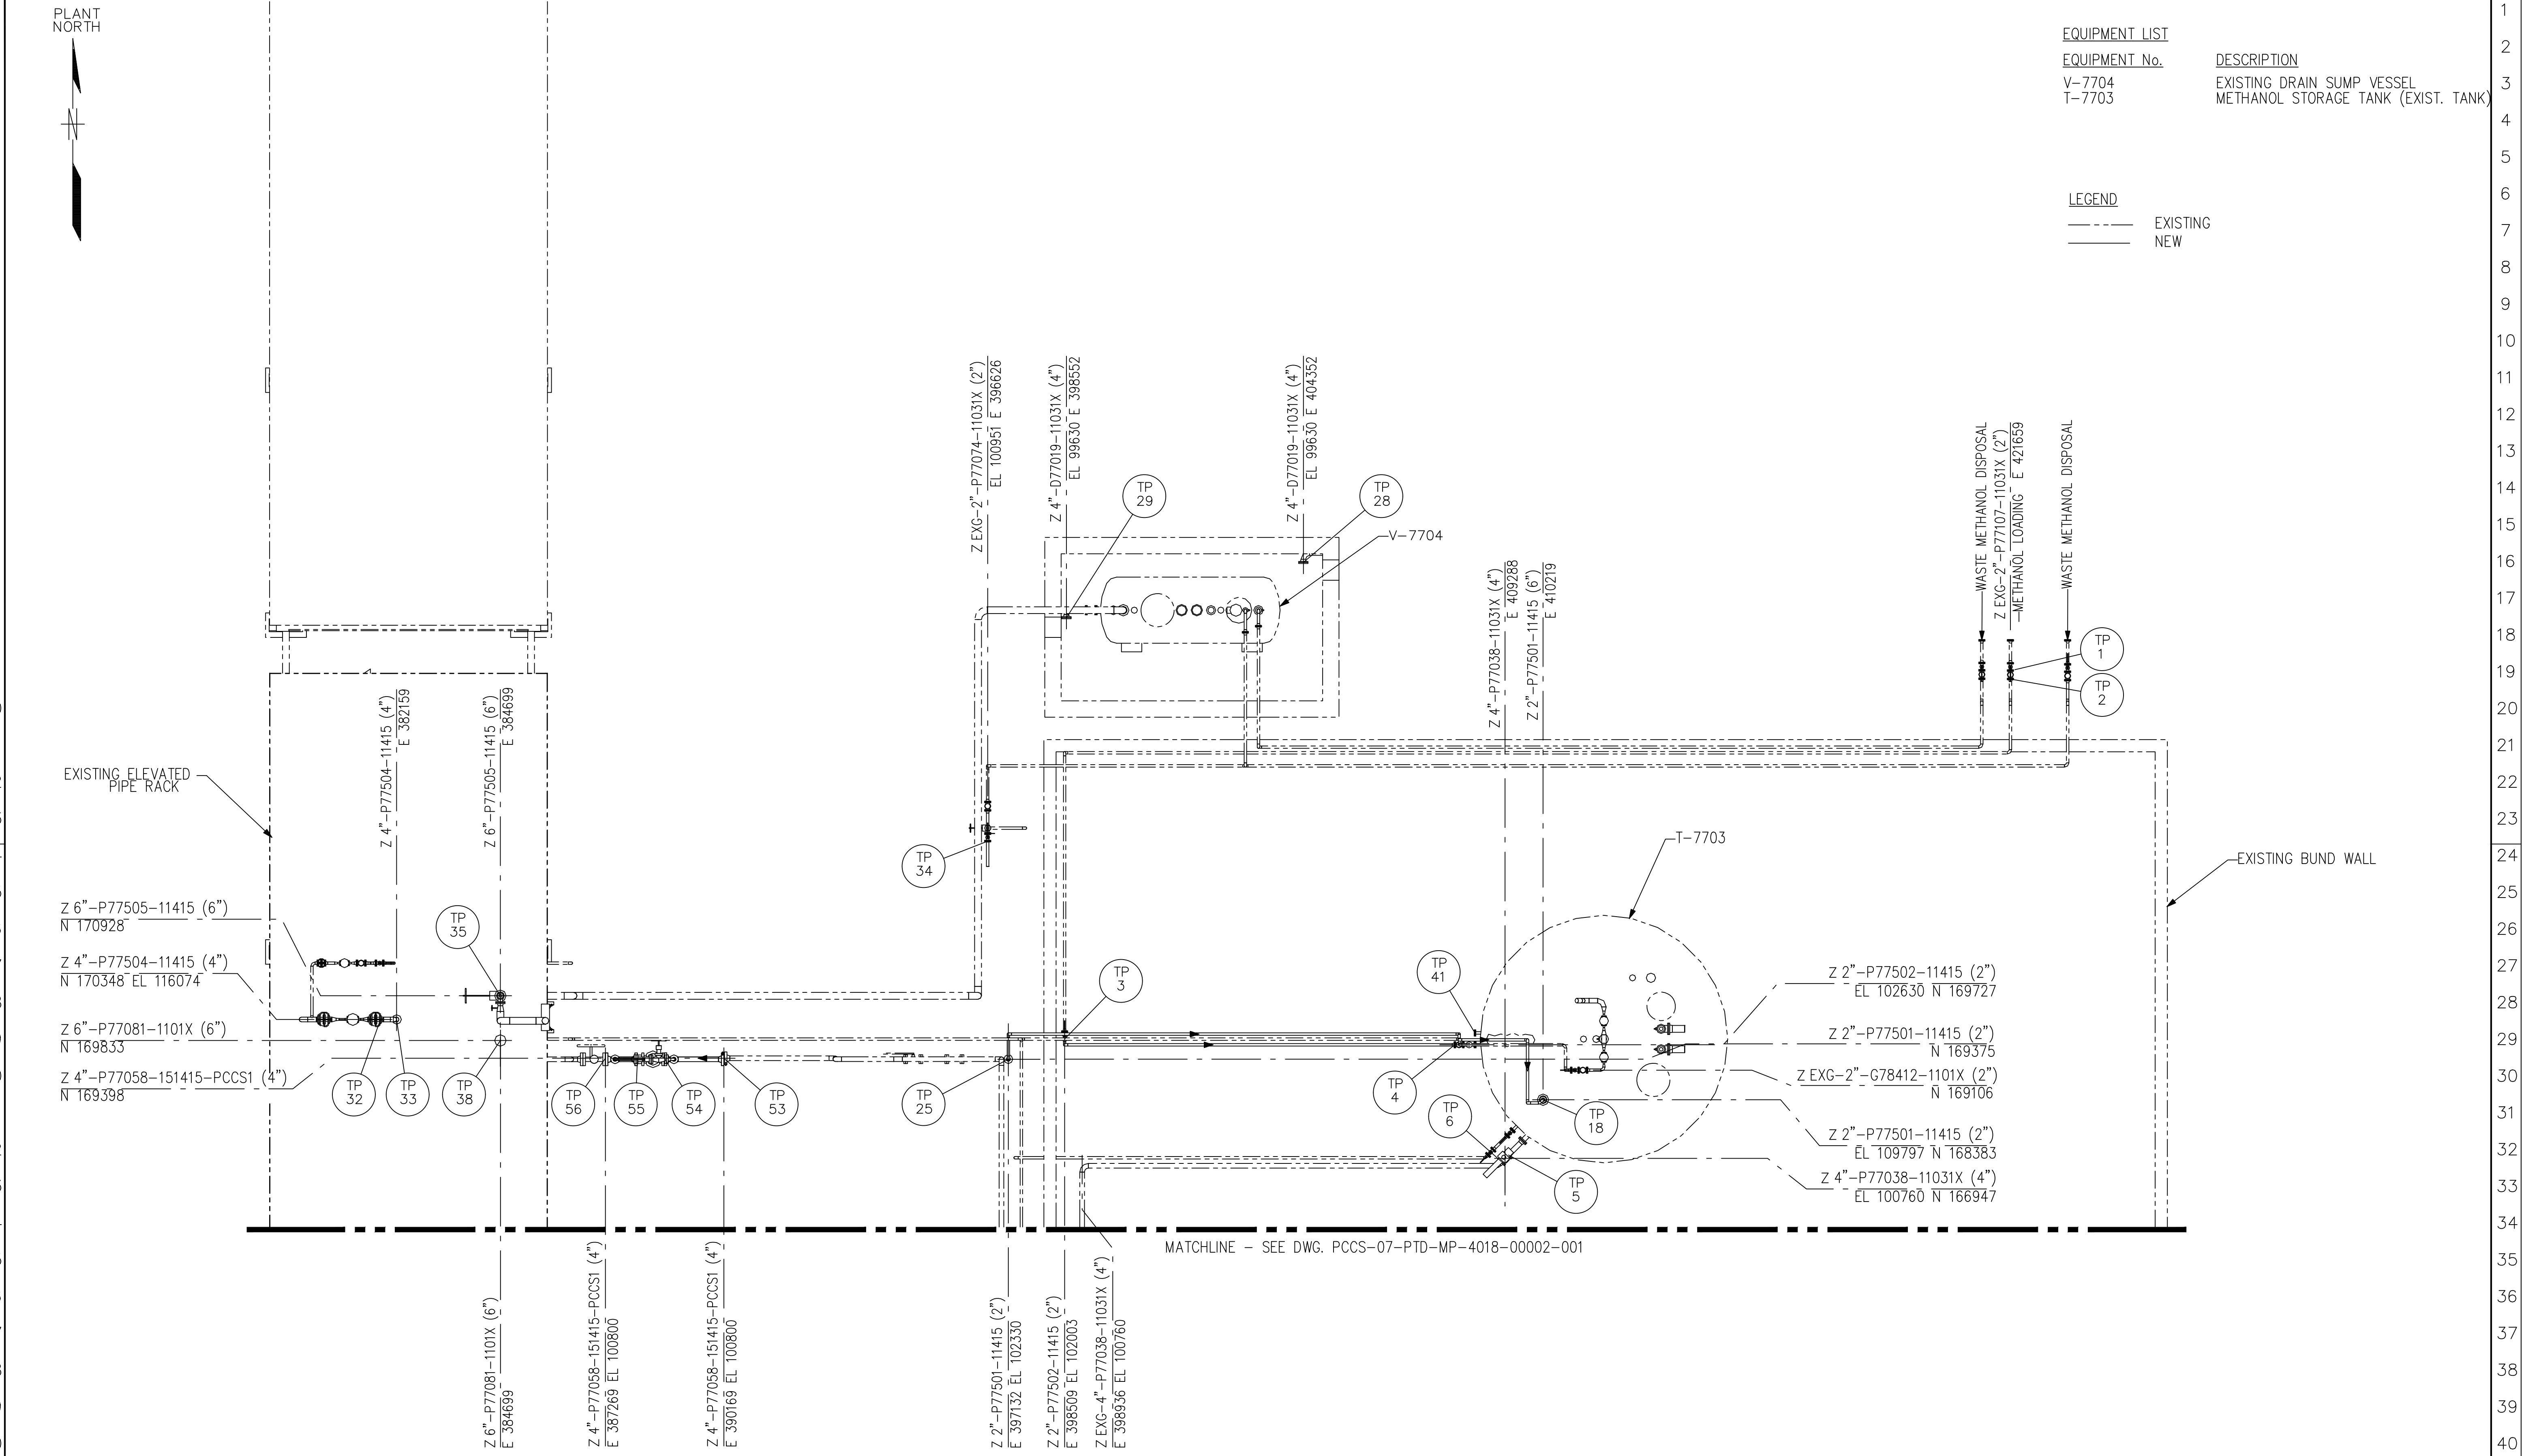 PLANT
NORTH
N
EQUIPMENT LIST
EQUIPMENT No. DESCRIPTION
V-7704 EXISTING DRAIN SUMP VESSEL
T-7703 METHANOL STORAGE TANK (EXIST. TANK)
LEGEND
EXISTING
NEW
Z EXG-2"-P77074-11031X (2")
EL 100951 E 396626
Z 4"-D77019-11031X (4")
EL 99630 E 398552
Z 4"-D77019-11031X (4")
EL 99630 E 404352
TP
29
TP
28
V-7704
Z 4"-P77038-11031X (4")
E 409288
Z 2"-P77501-11415 (6")
E 410219
WASTE METHANOL DISPOSAL
Z EXG-2"-P77107-11031X (2")
METHANOL LOADING E 421659
WASTE METHANOL DISPOSAL
TP
1
TP
2
Z 4"-P77504-11415 (4")
E 382159
Z 6"-P77505-11415 (6")
E 384699
EXISTING ELEVATED
PIPE RACK
TP
34
T-7703
EXISTING BUND WALL
Z 6"-P77505-11415 (6")
N 170928
Z 4"-P77504-11415 (4")
N 170348 EL 116074
Z 6"-P77081-1101X (6")
N 169833
Z 4"-P77058-151415-PCCS1 (4")
N 169398
TP
35
TP
3
TP
41
TP
32
TP
33
TP
38
TP
56
TP
55
TP
54
TP
53
TP
25
TP
4
TP
6
TP
18
TP
5
Z 2"-P77502-11415 (2")
EL 102630 N 169727
Z 2"-P77501-11415 (2")
N 169375
Z EXG-2"-G78412-1101X (2")
N 169106
Z 2"-P77501-11415 (2")
EL 109797 N 168383
Z 4"-P77038-11031X (4")
EL 100760 N 166947
MATCHLINE - SEE DWG. PCCS-07-PTD-MP-4018-00002-001
Z 6"-P77081-1101X (6")
E 384699
Z 4"-P77058-151415-PCCS1 (4")
E 387269 EL 100800
Z 4"-P77058-151415-PCCS1 (4")
E 390169 EL 100800
Z 2"-P77501-11415 (2")
E 397132 EL 102330
Z 2"-P77502-11415 (2")
E 398509 EL 102003
Z EXG-4"-P77038-11031X (4")
E 398936 EL 100760
1
2
3
4
5
6
7
8
9
10
11
12
13
14
15
16
17
18
19
20
21
22
23
24
25
26
27
28
29
30
31
32
33
34
35
36
37
38
39
40